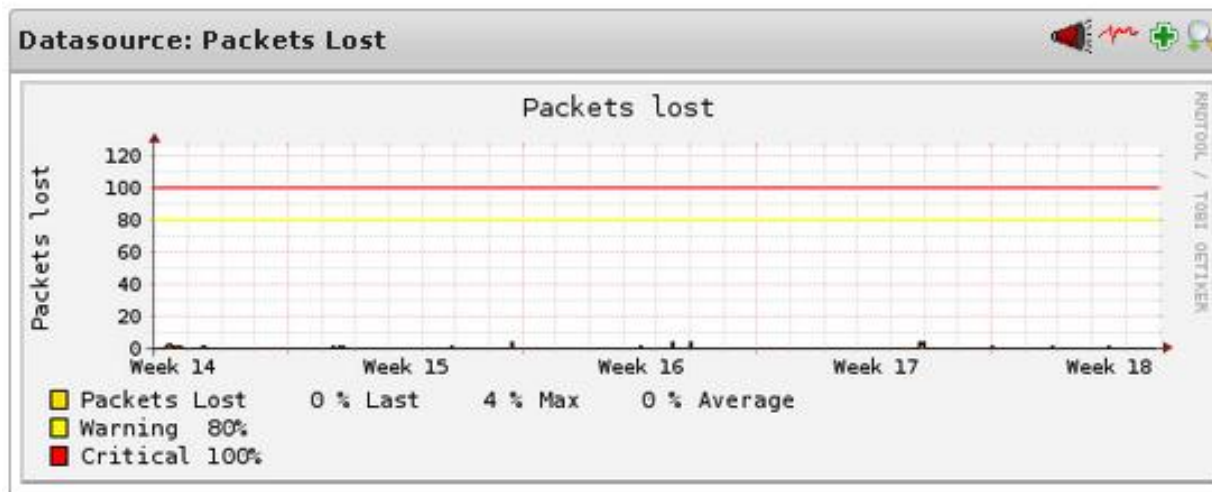 Datasource: Packets Lost
Packets lost
RRDTOOL / TOBI OETIKER
Packets lost
120
100
80
60
40
20
0
Week 14 Week 15 Week 16 Week 17 Week 18
Packets Lost 0 % Last 4 % Max 0 % Average
Warning 80%
Critical 100%